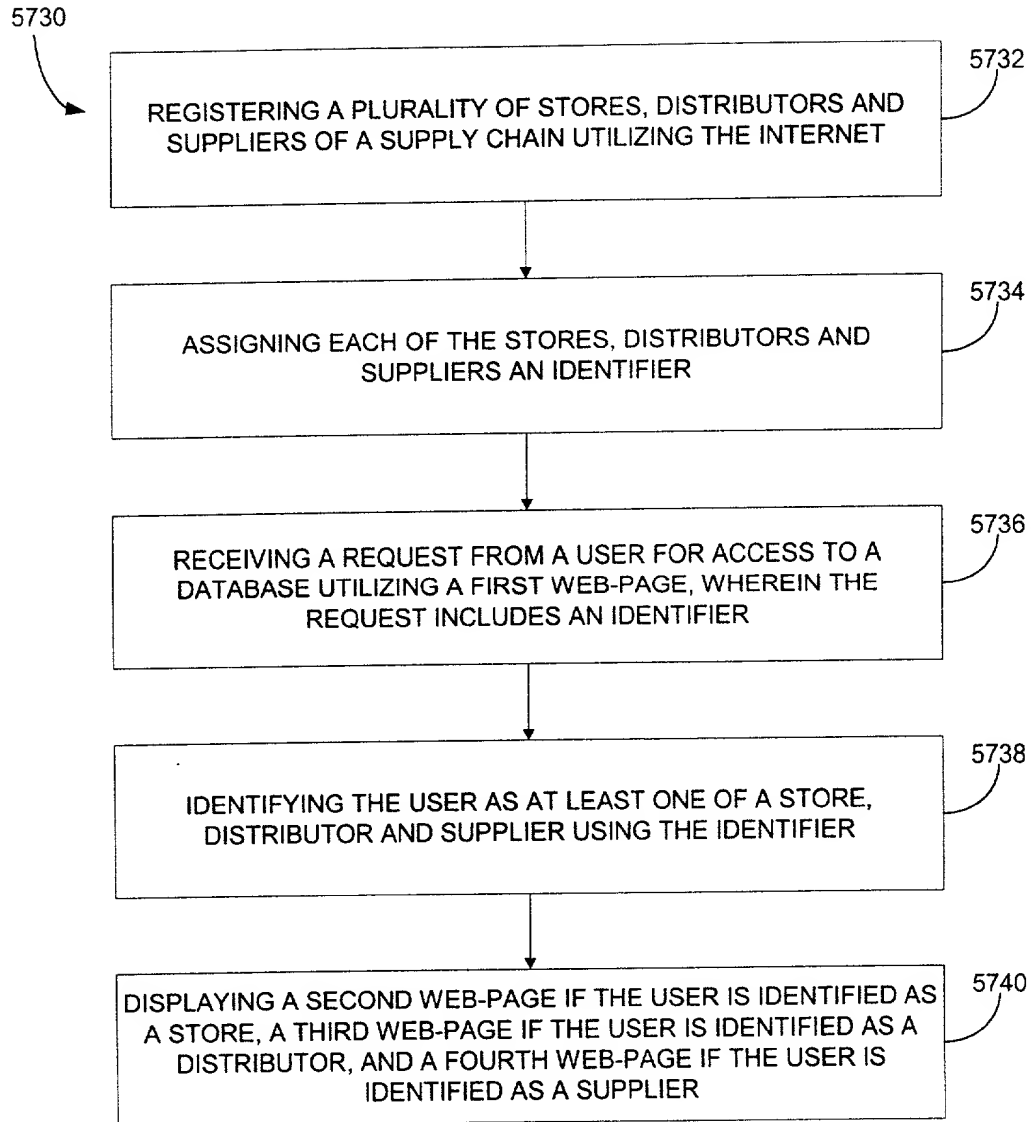 5730
5732
REGISTERING A PLURALITY OF STORES, DISTRIBUTORS AND
SUPPLIERS OF A SUPPLY CHAIN UTILIZING THE INTERNET
5734
ASSIGNING EACH OF THE STORES, DISTRIBUTORS AND
SUPPLIERS AN IDENTIFIER
5736
RECEIVING A REQUEST FROM A USER FOR ACCESS TO A
DATABASE UTILIZING A FIRST WEB-PAGE, WHEREIN THE
REQUEST INCLUDES AN IDENTIFIER
5738
IDENTIFYING THE USER AS AT LEAST ONE OF A STORE,
DISTRIBUTOR AND SUPPLIER USING THE IDENTIFIER
5740
DISPLAYING A SECOND WEB-PAGE IF THE USER IS IDENTIFIED AS
A STORE, A THIRD WEB-PAGE IF THE USER IS IDENTIFIED AS A
DISTRIBUTOR, AND A FOURTH WEB-PAGE IF THE USER IS
IDENTIFIED AS A SUPPLIER